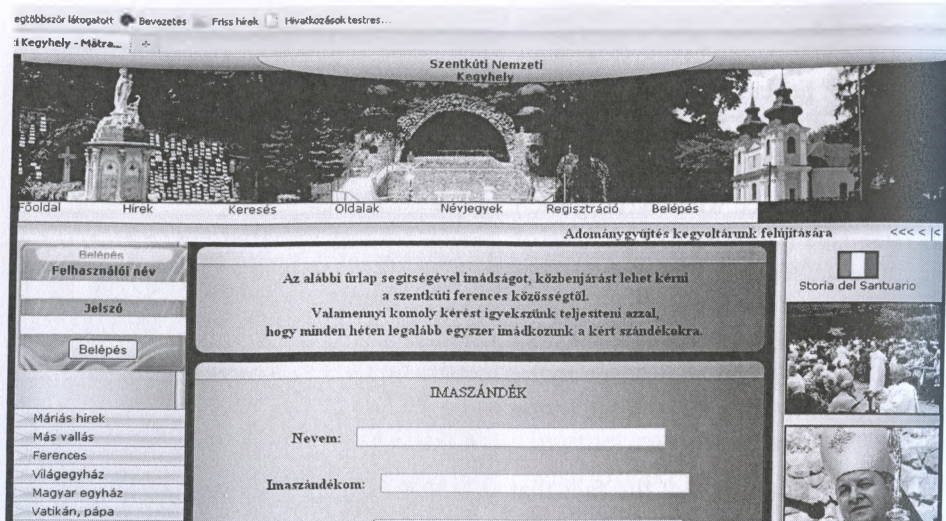 egtöbbször látogatott Bevezetes Friss hírek Hivatkozások testres...
i Kegyhely - Mátra...
Szentkúti Nemzeti
Kegyhely
Főoldal Hírek Keresés Oldalak Névjegyek Regisztráció Belépés
Adománygyűjtés kegyoltárunk felújítására <<< < |<
Belépés
Felhasználói név
Jelszó
Belépés
Máriás hírek
Más vallás
Ferences
Világegyház
Magyar egyház
Vatikán, pápa
Az alábbi űrlap segítségével imádságot, közbenjárást lehet kérni
a szentkúti ferences közösségtől.
Valamennyi komoly kérést igyekszünk teljesíteni azzal,
hogy minden héten legalább egyszer imádkozunk a kért szándékokra.
IMASZÁNDÉK
Nevem:
Imaszándékom:
Storia del Santuario